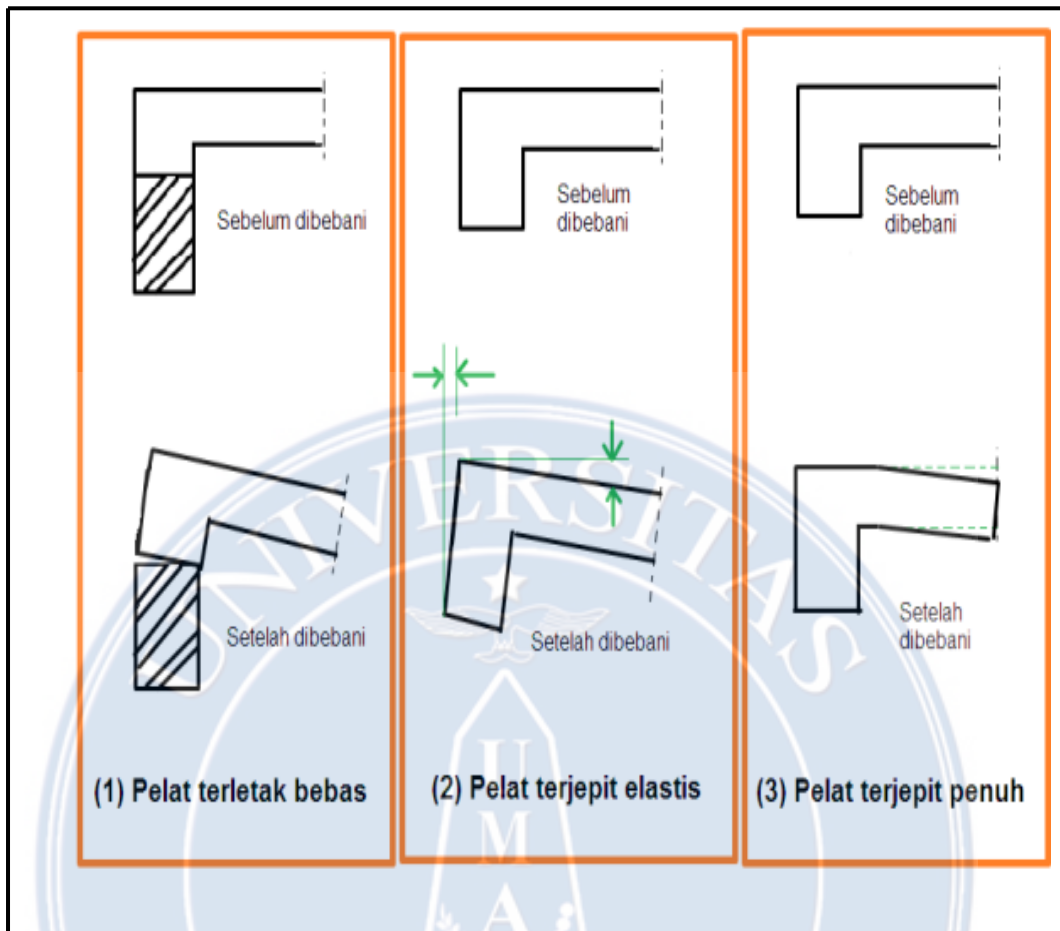 Sebelum dibebani
Setelah dibebani
(1) Pelat terletak bebas
Sebelum
dibebani
Setelah dibebani
(2) Pelat terjepit elastis
Sebelum
dibebani
Setelah
dibebani
(3) Pelat terjepit penuh
UNIVERSITAS
U
M
A